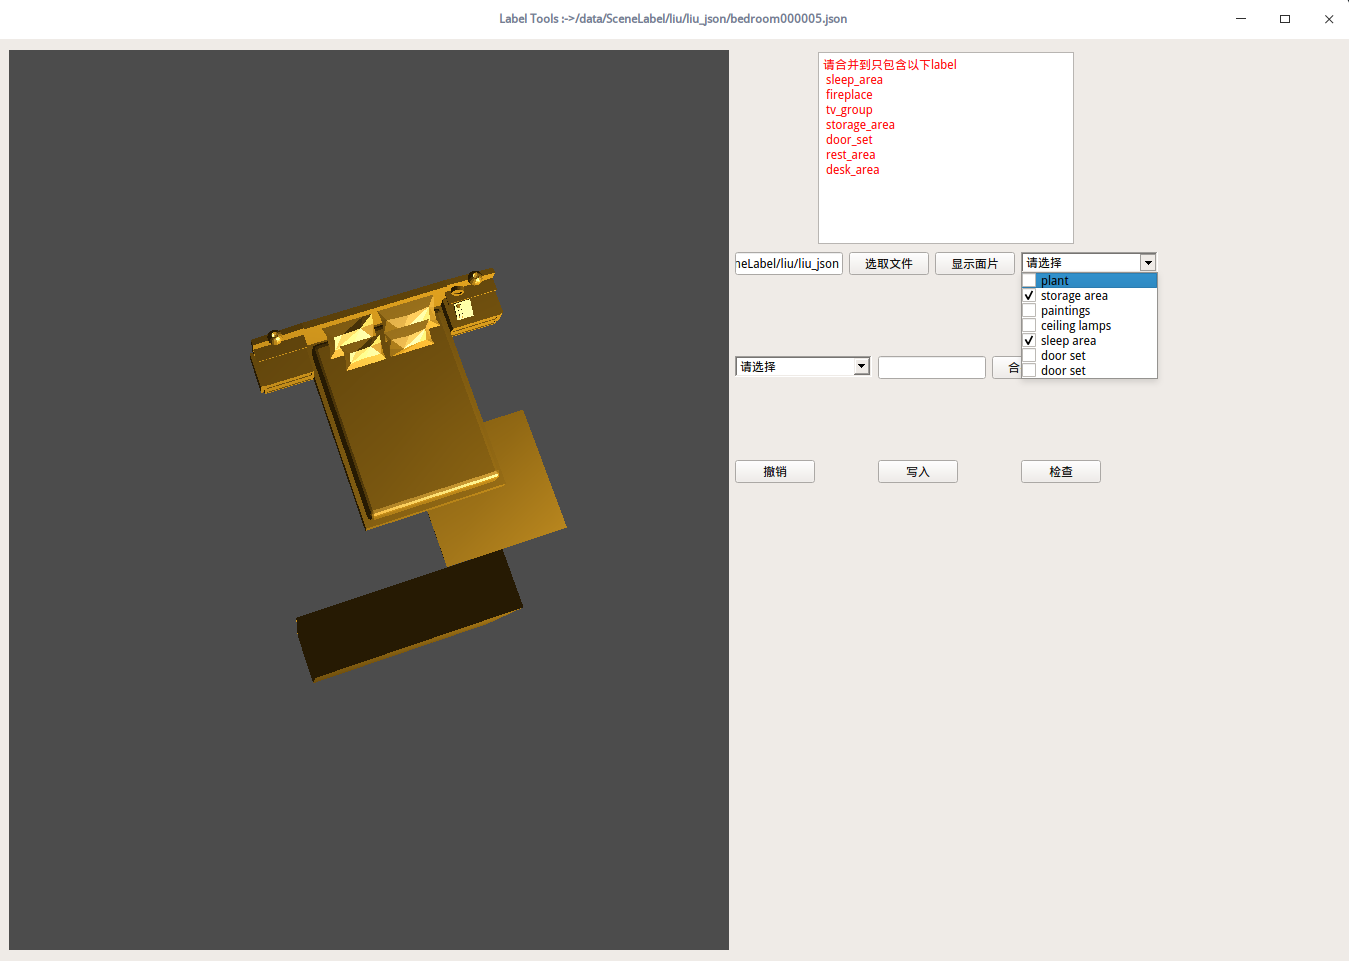 Label Tools :->/data/SceneLabel/liu/liu_json/bedroom000005.json
请合并到只包含以下label
sleep_area
fireplace
tv_group
storage_area
door_set
rest_area
desk_area
neLabel/liu/liu_json 选取文件 显示面片 请选择
plant
storage area
paintings
ceiling lamps
sleep area
door set
door set
请选择 合
撤销 写入 检查